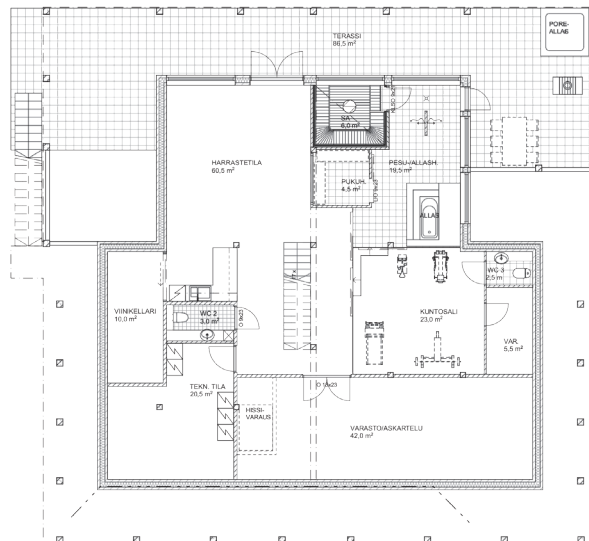 PORE-
ALLAS
TERASSI
86,5 m²
SA
6,0 m²
HARRASTETILA
60,5 m²
PESU-/ALLASH.
19,5 m²
PUKUH.
4,5 m²
ALLAS
WC 3
2,5 m
VIINIKELLARI
10,0 m²
WC 2
3,0 m²
KUNTOSALI
23,0 m²
VAR.
5,5 m²
TEKN. TILA
20,5 m²
HISSI-
VARAUS
VARASTO/ASKARTELU
42,0 m²